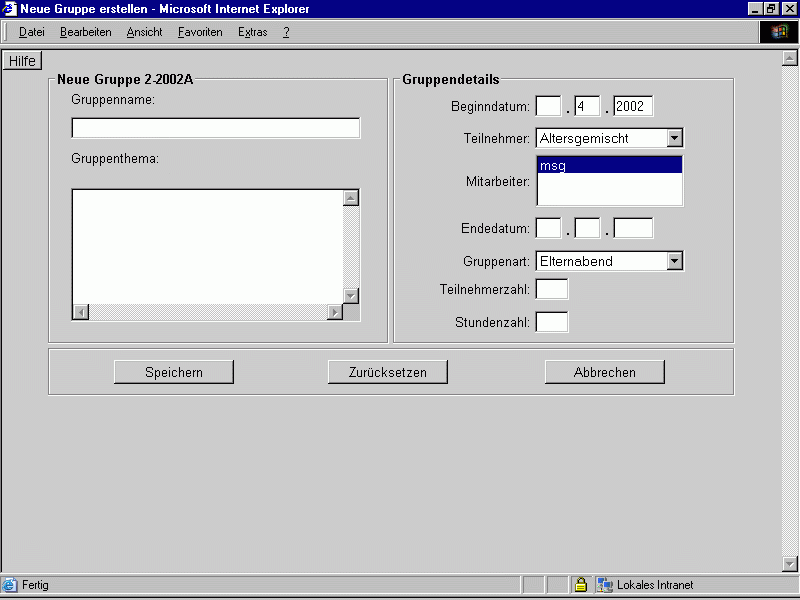 Neue Gruppe erstellen - Microsoft Internet Explorer
Datei Bearbeiten Ansicht Favoriten Extras ?
Hilfe
Neue Gruppe 2-2002A
Gruppenname:
Gruppenthema:
Gruppendetails
Beginndatum: . 4 . 2002
Teilnehmer: Altersgemischt
Mitarbeiter: msg
Endedatum: . .
Gruppenart: Elternabend
Teilnehmerzahl:
Stundenzahl:
Speichern Zurücksetzen Abbrechen
Fertig Lokales Intranet